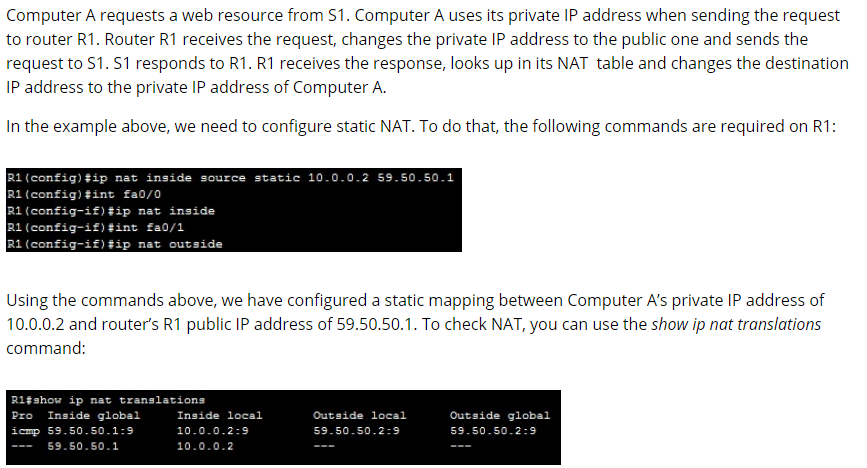 Computer A requests a web resource from S1. Computer A uses its private IP address when sending the request
to router R1. Router R1 receives the request, changes the private IP address to the public one and sends the
request to S1. S1 responds to R1. R1 receives the response, looks up in its NAT table and changes the destination
IP address to the private IP address of Computer A.
In the example above, we need to configure static NAT. To do that, the following commands are required on R1:
R1(config)#ip nat inside source static 10.0.0.2 59.50.50.1
R1(config)#int fa0/0
R1(config-if)#ip nat inside
R1(config-if)#int fa0/1
R1(config-if)#ip nat outside
Using the commands above, we have configured a static mapping between Computer A’s private IP address of
10.0.0.2 and router’s R1 public IP address of 59.50.50.1. To check NAT, you can use the show ip nat translations
command:
R1#show ip nat translations
Pro Inside global Inside local Outside local Outside global
icmp 59.50.50.1:9 10.0.0.2:9 59.50.50.2:9 59.50.50.2:9
--- 59.50.50.1 10.0.0.2 --- ---